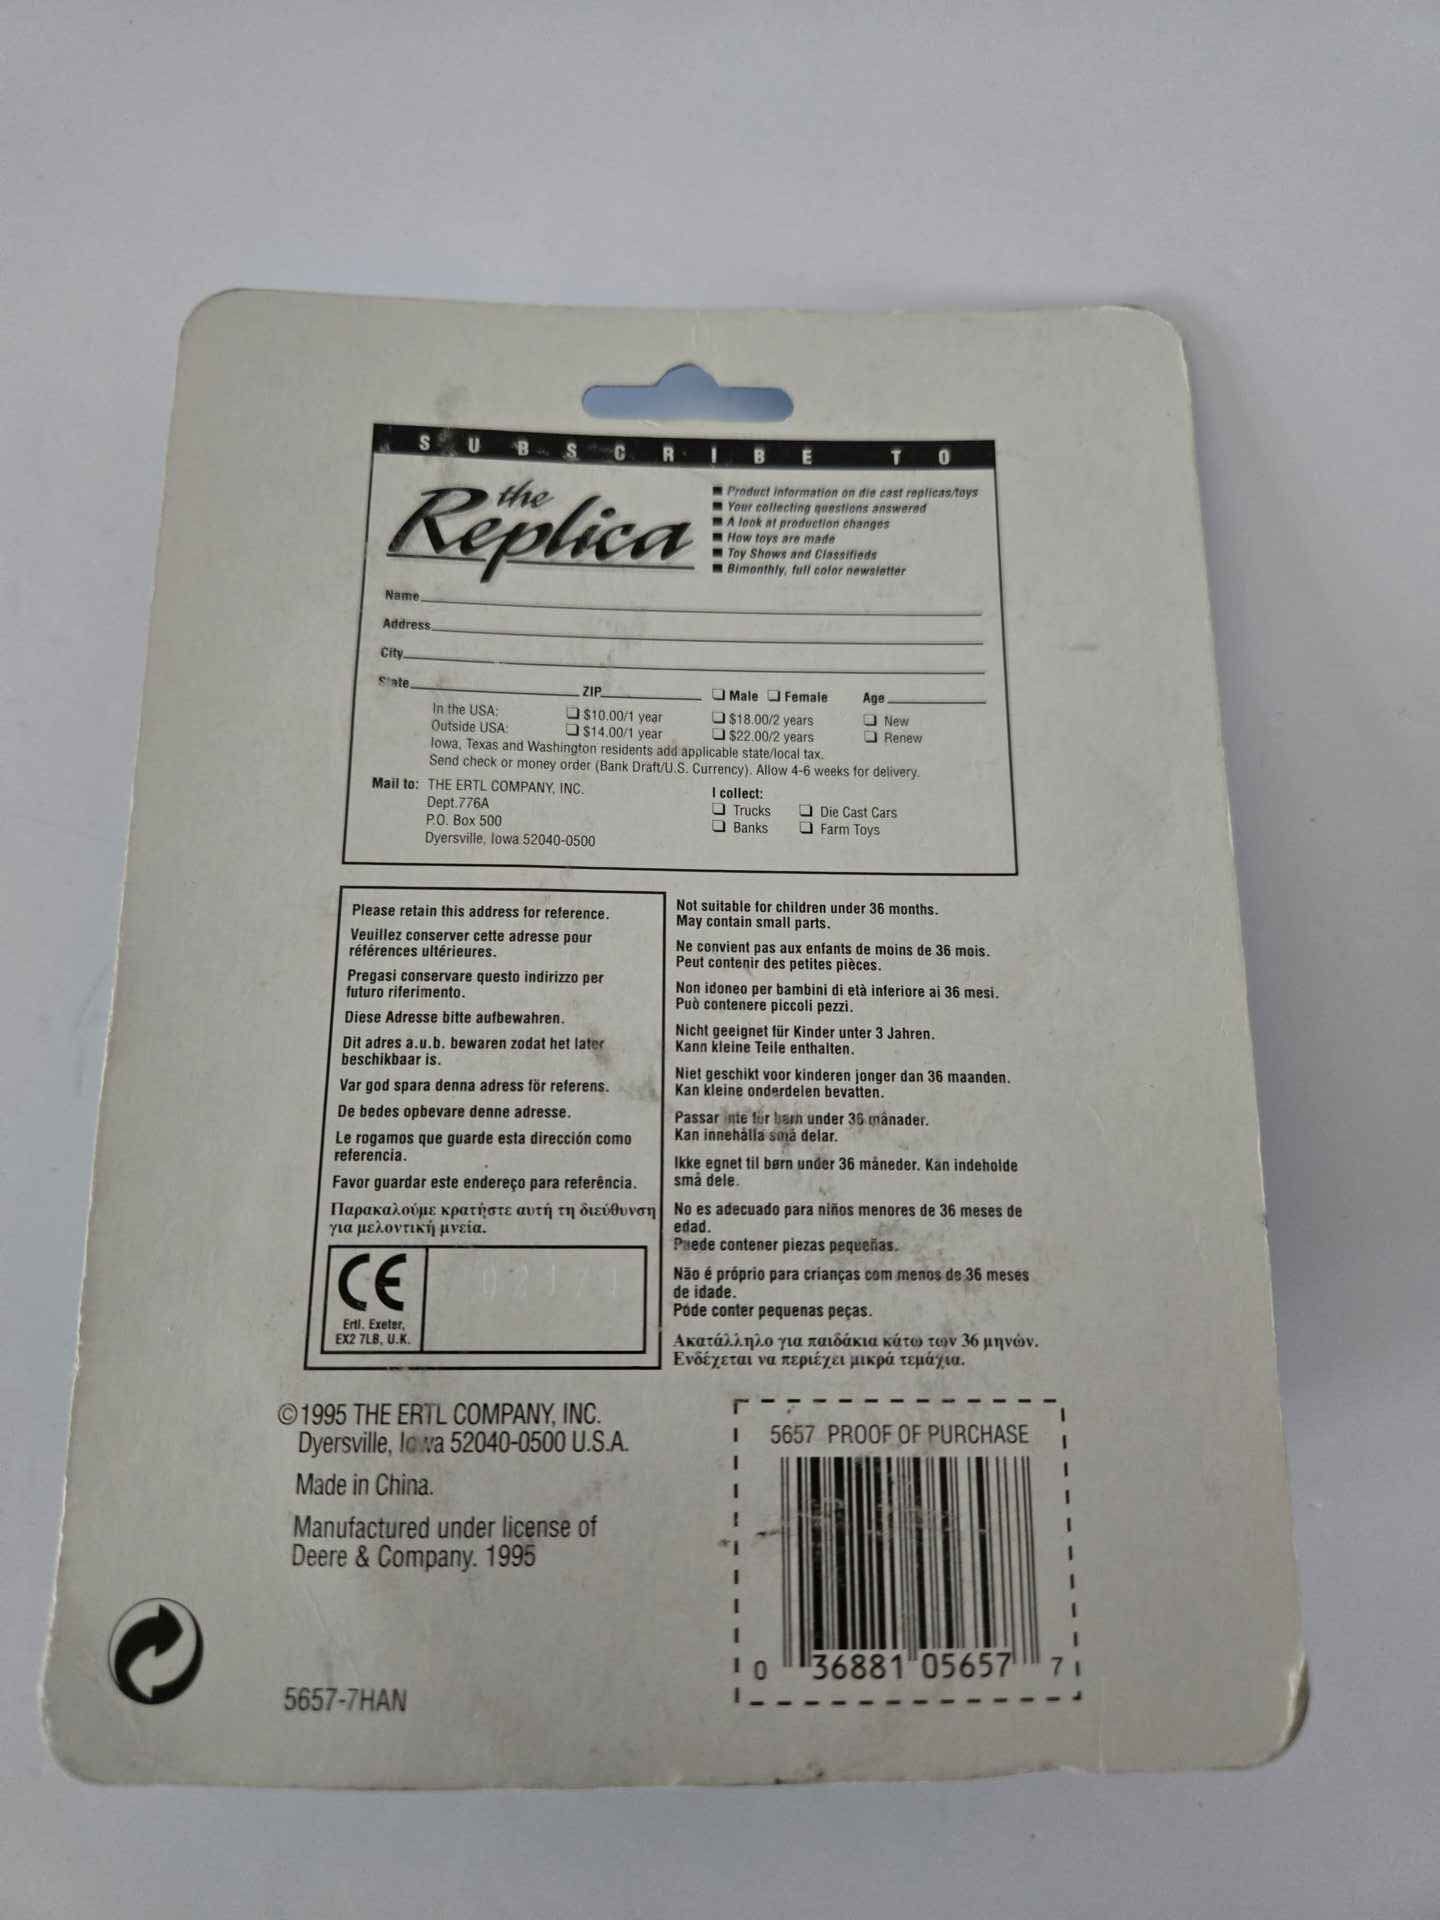 SUBSCRIBE TO
the
Replica
■ Product information on die cast replicas/toys
■ Your collecting questions answered
■ A look at production changes
■ How toys are made
■ Toy Shows and Classifieds
■ Bimonthly, full color newsletter
Name
Address
City
State ZIP ❑ Male ❑ Female Age
In the USA: ❑ $10.00/1 year ❑ $18.00/2 years ❑ New
Outside USA: ❑ $14.00/1 year ❑ $22.00/2 years ❑ Renew
Iowa, Texas and Washington residents add applicable state/local tax.
Send check or money order (Bank Draft/U.S. Currency). Allow 4-6 weeks for delivery.
Mail to: THE ERTL COMPANY, INC.
Dept.776A
P.O. Box 500
Dyersville, Iowa 52040-0500
I collect:
❑ Trucks ❑ Die Cast Cars
❑ Banks ❑ Farm Toys
Please retain this address for reference.
Veuillez conserver cette adresse pour
références ultérieures.
Pregasi conservare questo indirizzo per
futuro riferimento.
Diese Adresse bitte aufbewahren.
Dit adres a.u.b. bewaren zodat het later
beschikbaar is.
Var god spara denna adress för referens.
De bedes opbevare denne adresse.
Le rogamos que guarde esta dirección como
referencia.
Favor guardar este endereço para referência.
Παρακαλούμε κρατήστε αυτή τη διεύθυνση
για μελοντική μνεία.
CE
Ertl. Exeter,
EX2 7LB, U.K.
Not suitable for children under 36 months.
May contain small parts.
Ne convient pas aux enfants de moins de 36 mois.
Peut contenir des petites pièces.
Non idoneo per bambini di età inferiore ai 36 mesi.
Può contenere piccoli pezzi.
Nicht geeignet für Kinder unter 3 Jahren.
Kann kleine Teile enthalten.
Niet geschikt voor kinderen jonger dan 36 maanden.
Kan kleine onderdelen bevatten.
Passar inte för barn under 36 månader.
Kan innehålla små delar.
Ikke egnet til børn under 36 måneder. Kan indeholde
små dele.
No es adecuado para niños menores de 36 meses de
edad.
Puede contener piezas pequeñas.
Não é próprio para crianças com menos de 36 meses
de idade.
Póde conter pequenas peças.
Ακατάλληλο για παιδάκια κάτω των 36 μηνών.
Ενδέχεται να περιέχει μικρά τεμάχια.
©1995 THE ERTL COMPANY, INC.
Dyersville, Iowa 52040-0500 U.S.A.
Made in China.
Manufactured under license of
Deere & Company. 1995
5657-7HAN
5657 PROOF OF PURCHASE
0 36881 05657 7